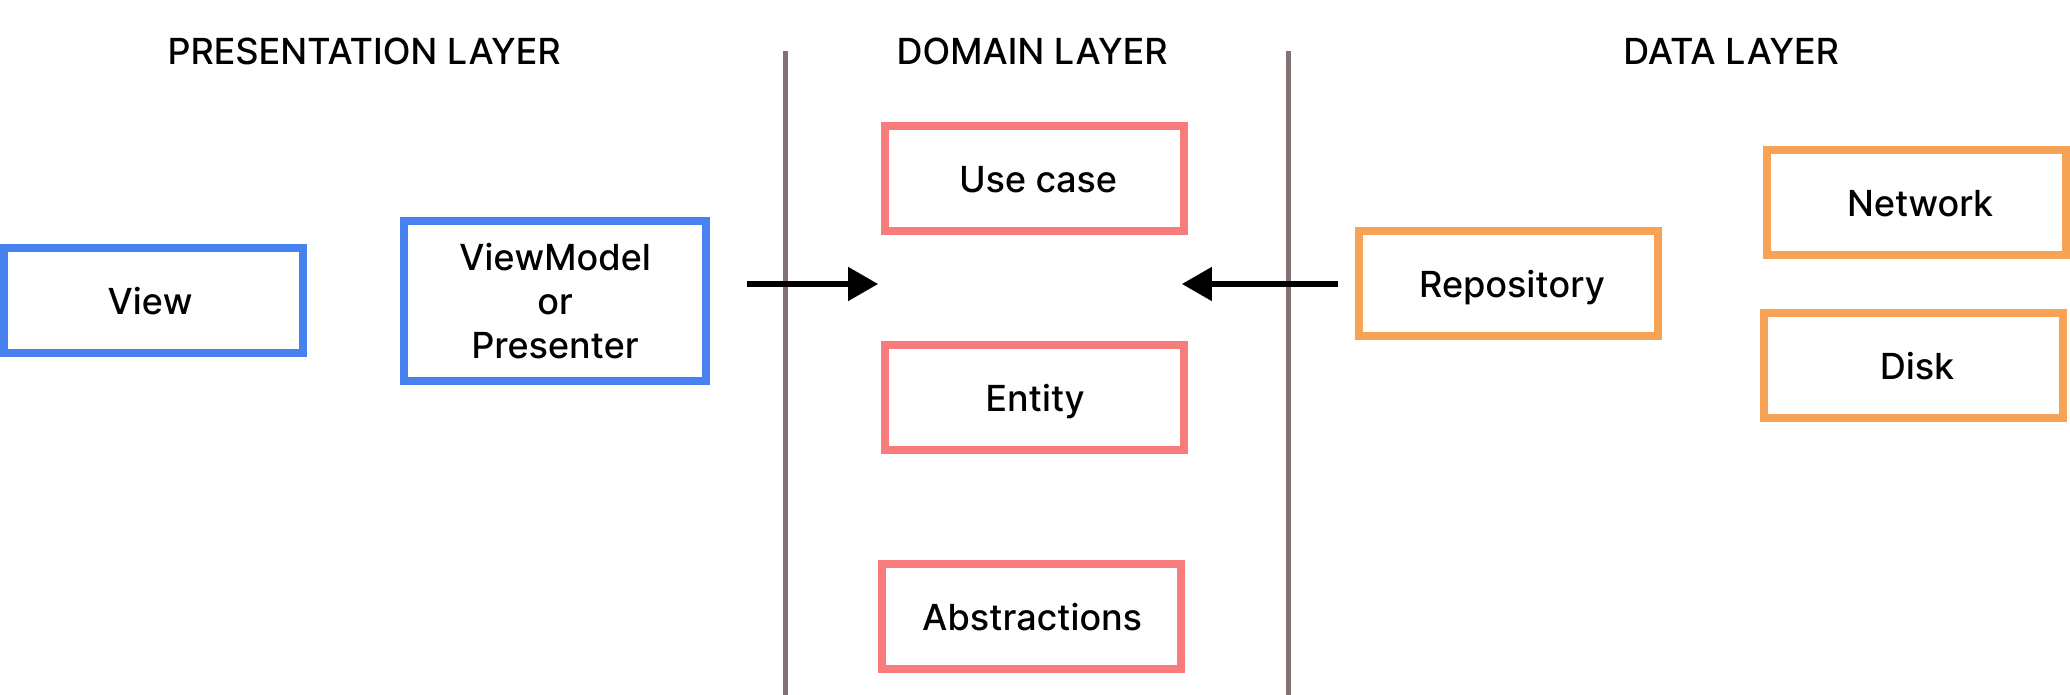 PRESENTATION LAYER
DOMAIN LAYER
DATA LAYER
View
ViewModel
or
Presenter
Use case
Entity
Abstractions
Repository
Network
Disk